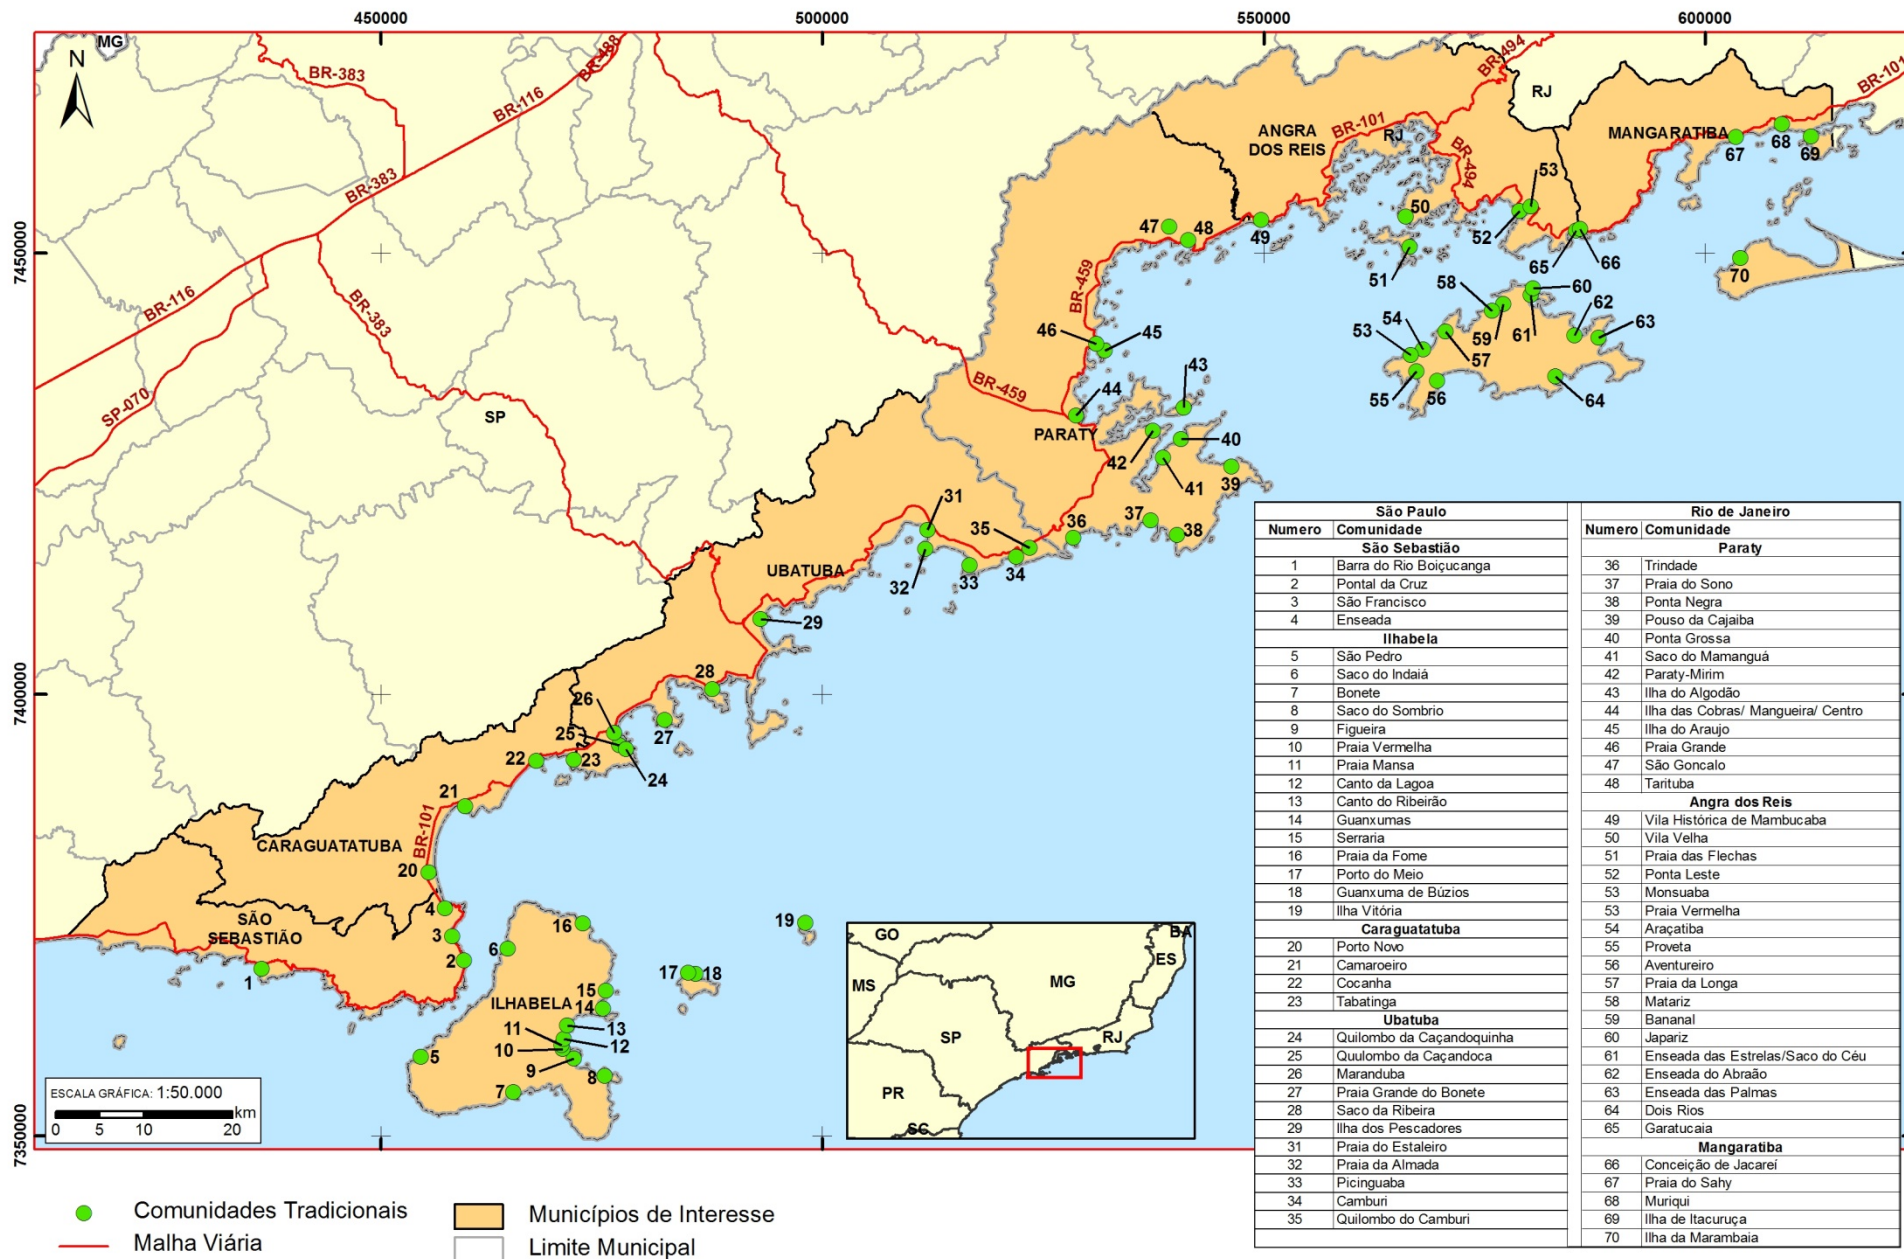 450000
500000
550000
600000
MG
N
BR-383
BR-116
BR-488
BR-494
BR-101
RJ
ANGRA
DOS REIS
BR-101
RJ
BR-494
MANGARATIBA
67
68
69
53
50
47
48
49
52
51
65
66
70
7450000
BR-383
BR-116
BR-383
SP-070
SP
BR-459
BR-459
46
45
44
43
PARATY
42
40
41
39
58
60
62
63
54
53
59
61
57
55
56
64
31
35
36
37
38
32
33
34
UBATUBA
29
28
7400000
26
25
27
24
22
23
21
BR-101
CARAGUATATUBA
20
SÃO
SEBASTIÃO
4
3
2
1
16
6
19
17
18
15
14
ILHABELA
13
11
12
10
9
5
8
7
7350000
ESCALA GRÁFICA: 1:50.000
km
0 5 10 20
GO
BA
ES
MS
MG
SP
RJ
PR
SC
São Paulo
Numero Comunidade
São Sebastião
1 Barra do Rio Boiçucanga
2 Pontal da Cruz
3 São Francisco
4 Enseada
Ilhabela
5 São Pedro
6 Saco do Indaiá
7 Bonete
8 Saco do Sombrio
9 Figueira
10 Praia Vermelha
11 Praia Mansa
12 Canto da Lagoa
13 Canto do Ribeirão
14 Guanxumas
15 Serraria
16 Praia da Fome
17 Porto do Meio
18 Guanxuma de Búzios
19 Ilha Vitória
Caraguatatuba
20 Porto Novo
21 Camaroeiro
22 Cocanha
23 Tabatinga
Ubatuba
24 Quilombo da Caçandoquinha
25 Quulombo da Caçandoca
26 Maranduba
27 Praia Grande do Bonete
28 Saco da Ribeira
29 Ilha dos Pescadores
31 Praia do Estaleiro
32 Praia da Almada
33 Picinguaba
34 Camburi
35 Quilombo do Camburi
Rio de Janeiro
Numero Comunidade
Paraty
36 Trindade
37 Praia do Sono
38 Ponta Negra
39 Pouso da Cajaiba
40 Ponta Grossa
41 Saco do Mamanguá
42 Paraty-Mirim
43 Ilha do Algodão
44 Ilha das Cobras/ Mangueira/ Centro
45 Ilha do Araujo
46 Praia Grande
47 São Goncalo
48 Tarituba
Angra dos Reis
49 Vila Histórica de Mambucaba
50 Vila Velha
51 Praia das Flechas
52 Ponta Leste
53 Monsuaba
53 Praia Vermelha
54 Araçatiba
55 Proveta
56 Aventureiro
57 Praia da Longa
58 Matariz
59 Bananal
60 Japariz
61 Enseada das Estrelas/Saco do Céu
62 Enseada do Abraão
63 Enseada das Palmas
64 Dois Rios
65 Garatucaia
Mangaratiba
66 Conceição de Jacareí
67 Praia do Sahy
68 Muriqui
69 Ilha de Itacuruça
70 Ilha da Marambaia
Comunidades Tradicionais
Malha Viária
Municípios de Interesse
Limite Municipal